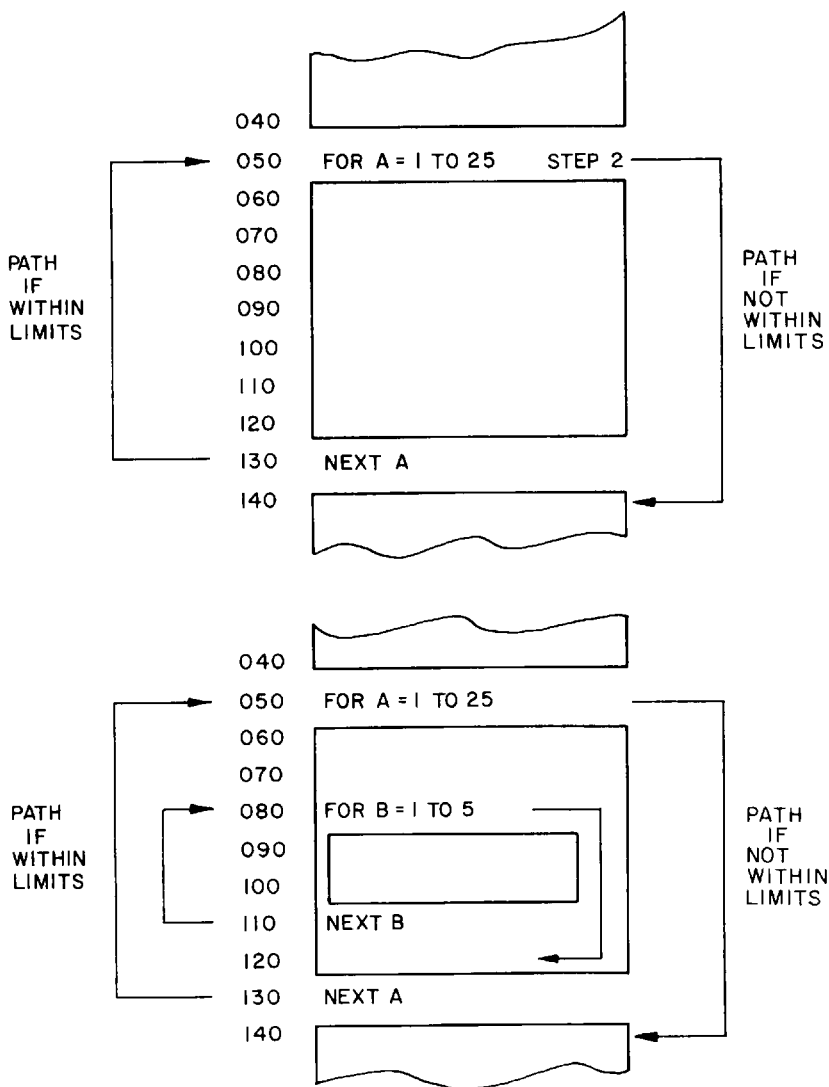 040
050 FOR A = 1 TO 25 STEP 2
060
070
080
090
100
110
120
130 NEXT A
140
PATH
IF
WITHIN
LIMITS
PATH
IF
NOT
WITHIN
LIMITS
040
050 FOR A = 1 TO 25
060
070
080 FOR B = 1 TO 5
090
100
110 NEXT B
120
130 NEXT A
140
PATH
IF
WITHIN
LIMITS
PATH
IF
NOT
WITHIN
LIMITS